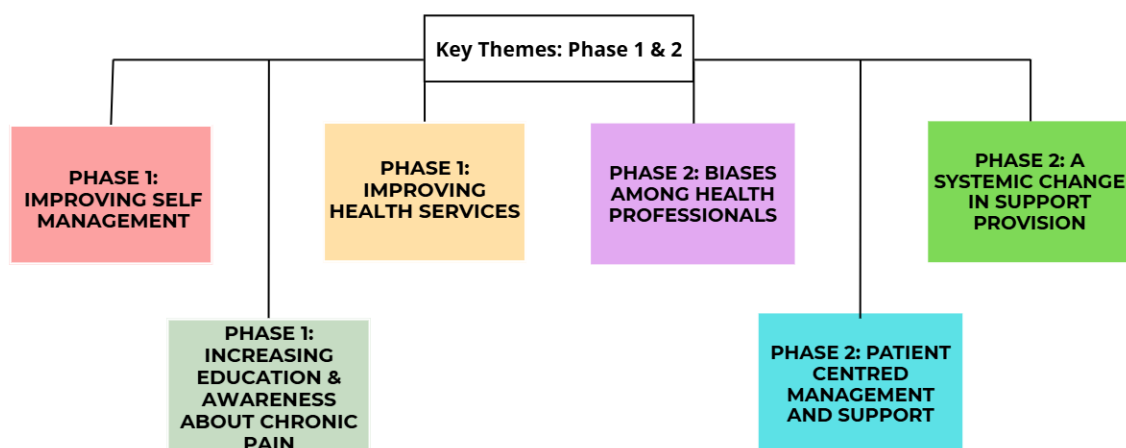 Key Themes: Phase 1 & 2
PHASE 1:
IMPROVING SELF
MANAGEMENT
PHASE 1:
IMPROVING
HEALTH SERVICES
PHASE 2: BIASES
AMONG HEALTH
PROFESSIONALS
PHASE 2: A
SYSTEMIC CHANGE
IN SUPPORT
PROVISION
PHASE 1:
INCREASING
EDUCATION &
AWARENESS
ABOUT CHRONIC
PAIN
PHASE 2: PATIENT
CENTRED
MANAGEMENT
AND SUPPORT